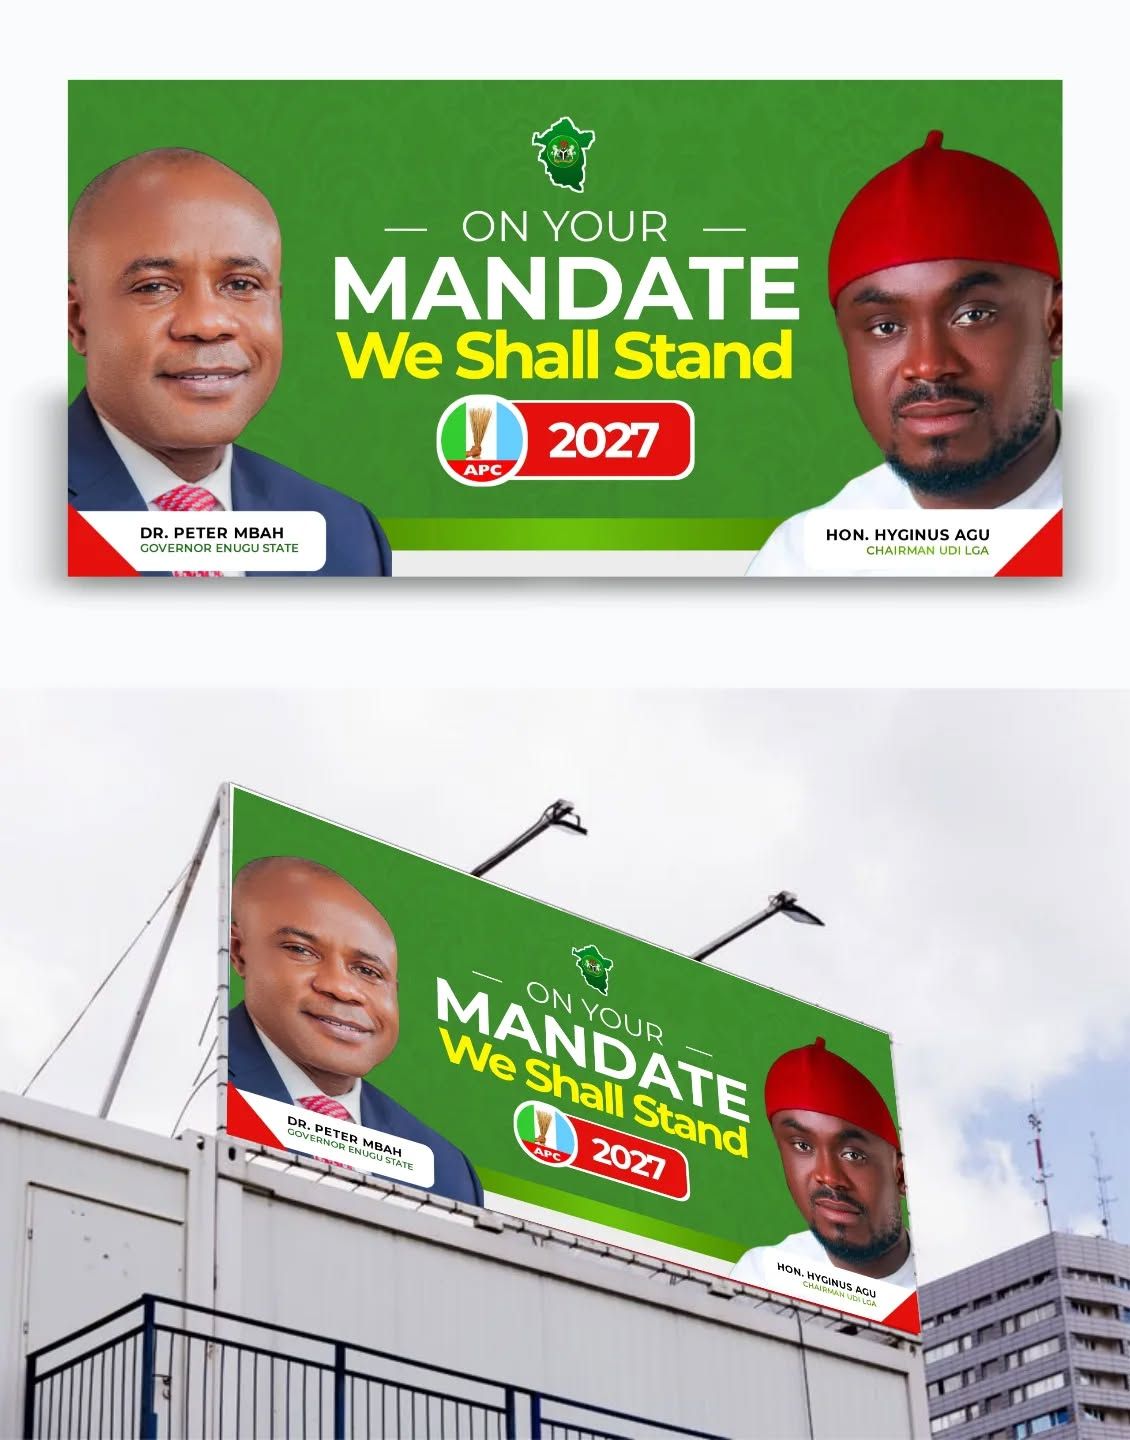 ON YOUR
MANDATE
We Shall Stand
APC
2027
DR. PETER MBAH
GOVERNOR ENUGU STATE
HON. HYGINUS AGU
CHAIRMAN UDI LGA
ON YOUR
MANDATE
We Shall Stand
APC
2027
DR. PETER MBAH
GOVERNOR ENUGU STATE
HON. HYGINUS AGU
CHAIRMAN UDI LGA